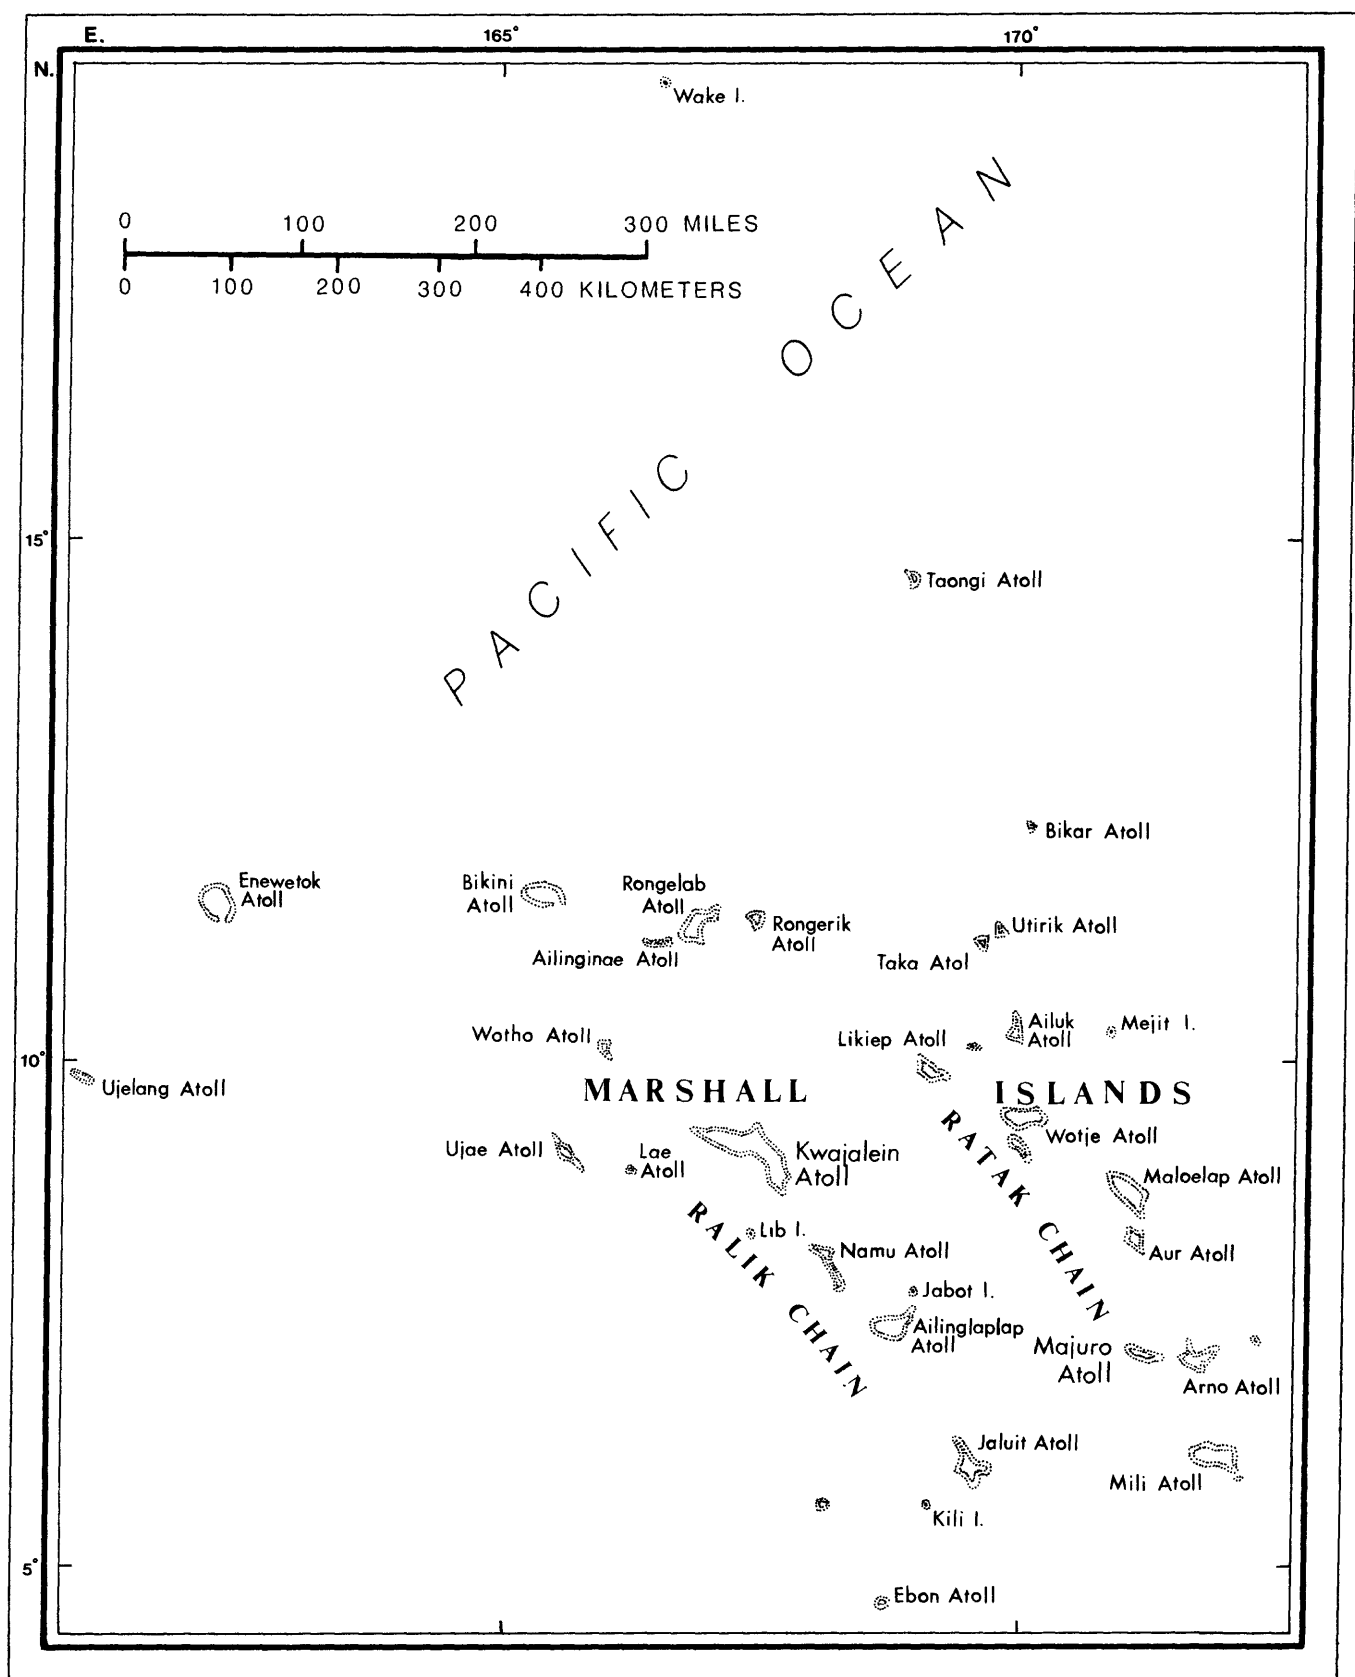 E. 165° 170°
N.
Wake I.
0 100 200 300 MILES
0 100 200 300 400 KILOMETERS
PACIFIC OCEAN
15°
Taongi Atoll
Bikar Atoll
Enewetok
Atoll
Bikini
Atoll
Rongelab
Atoll
Rongerik
Atoll
Utirik Atoll
Ailinginae Atoll
Taka Atol
Wotho Atoll
Likiep Atoll
Ailuk
Atoll
Mejit I.
10°
Ujelang Atoll
MARSHALL ISLANDS
Wotje Atoll
Ujae Atoll
Lae
Atoll
Kwajalein
Atoll
RATAK CHAIN
Maloelap Atoll
RALIK CHAIN
Lib I.
Namu Atoll
Aur Atoll
Jabot I.
Ailinglaplap
Atoll
Majuro
Atoll
Arno Atoll
Jaluit Atoll
Mili Atoll
Kili I.
5°
Ebon Atoll